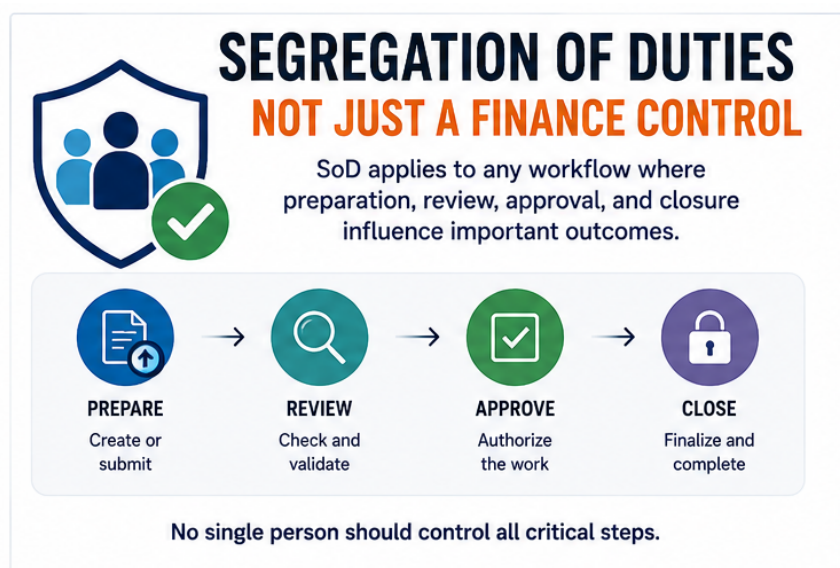 SEGREGATION OF DUTIES
NOT JUST A FINANCE CONTROL
SoD applies to any workflow where
preparation, review, approval, and closure
influence important outcomes.
PREPARE
Create or
submit
REVIEW
Check and
validate
APPROVE
Authorize
the work
CLOSE
Finalize and
complete
No single person should control all critical steps.